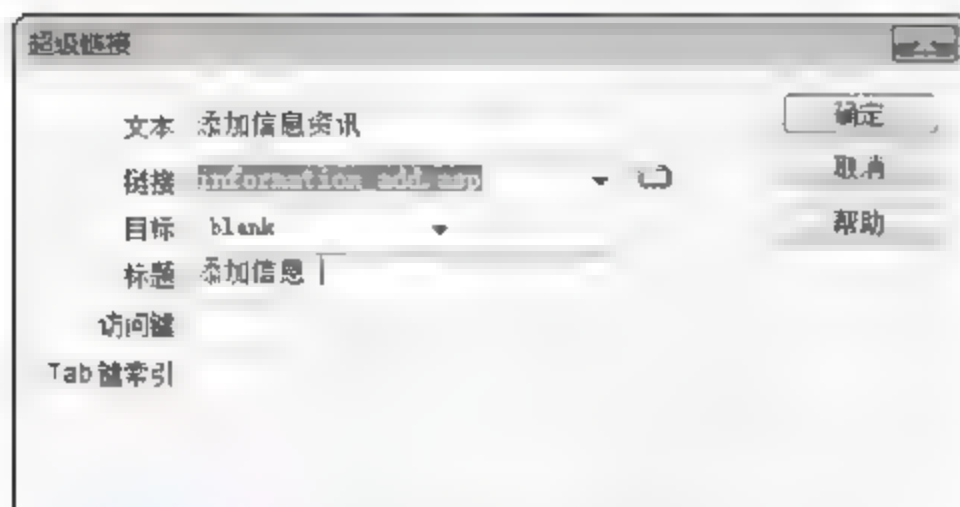 超级链接
文本 添加信息资讯
确定
链接 information_add.asp
取消
目标 blank
帮助
标题 添加信息
访问键
Tab键索引